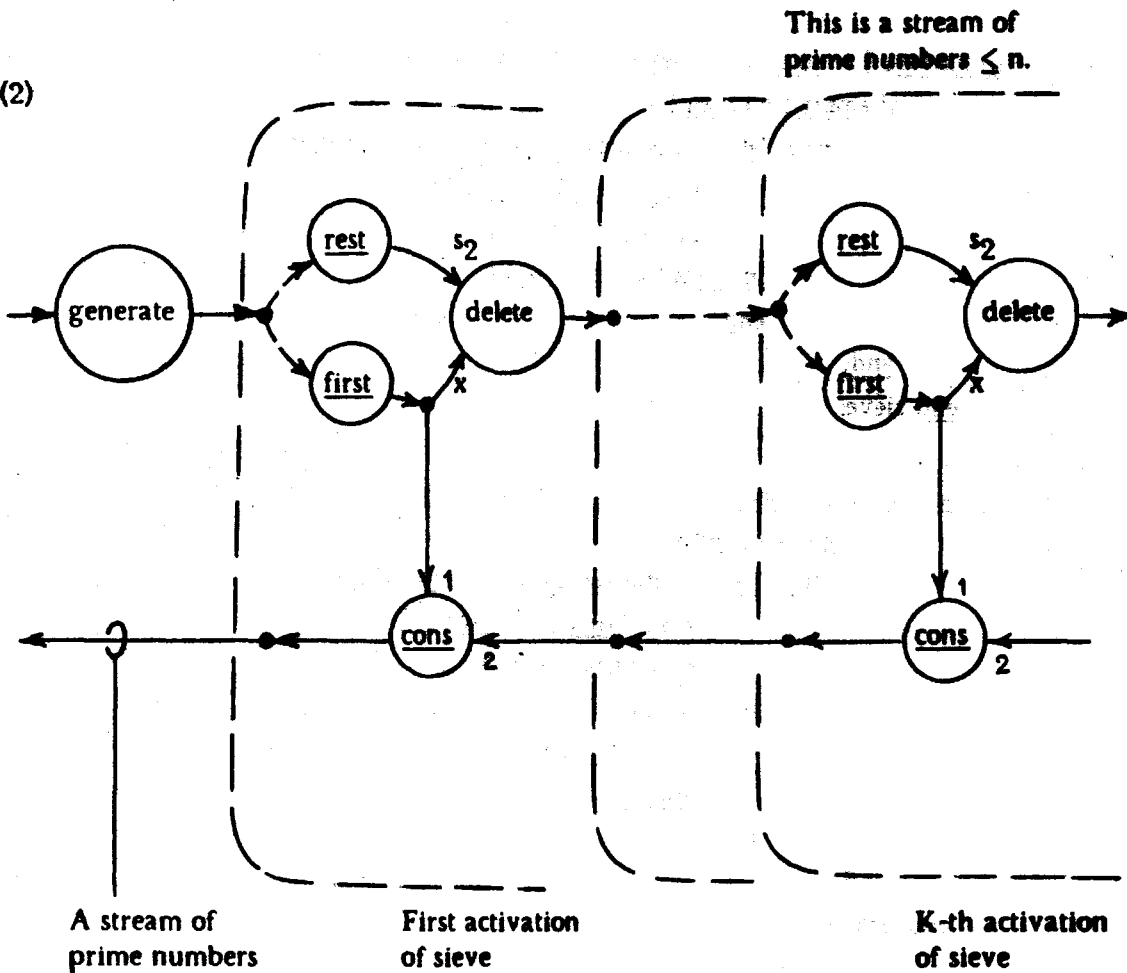 This is a stream of
prime numbers ≤ n.
(2)
rest
s2
rest
s2
generate
delete
delete
first
x
first
x
1
1
cons
2
cons
2
A stream of
prime numbers
First activation
of sieve
K-th activation
of sieve